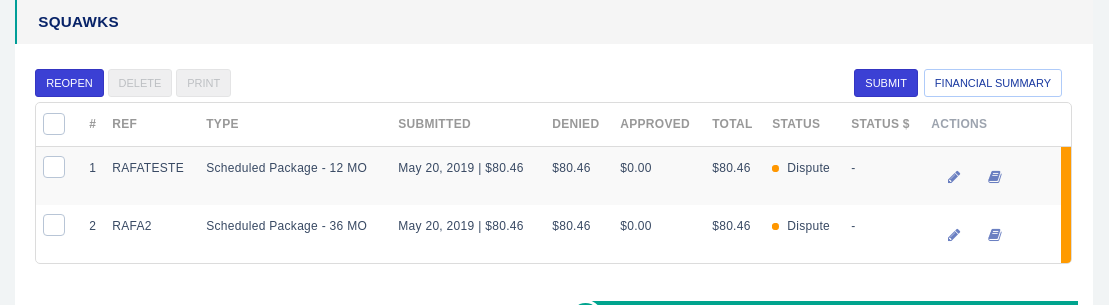 SQUAWKS
REOPEN DELETE PRINT SUBMIT FINANCIAL SUMMARY
# REF TYPE SUBMITTED DENIED APPROVED TOTAL STATUS STATUS $ ACTIONS
1 RAFATESTE Scheduled Package - 12 MO May 20, 2019 | $80.46 $80.46 $0.00 $80.46 Dispute -
2 RAFA2 Scheduled Package - 36 MO May 20, 2019 | $80.46 $80.46 $0.00 $80.46 Dispute -